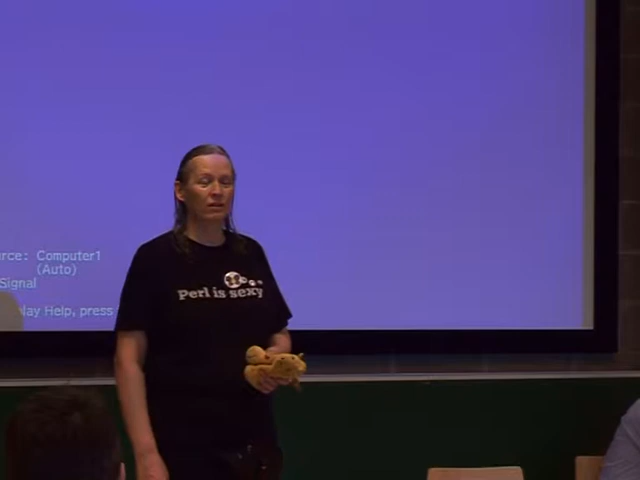 rce: Computer1
(Auto)
Signal
lay Help, press
Perl is sexy